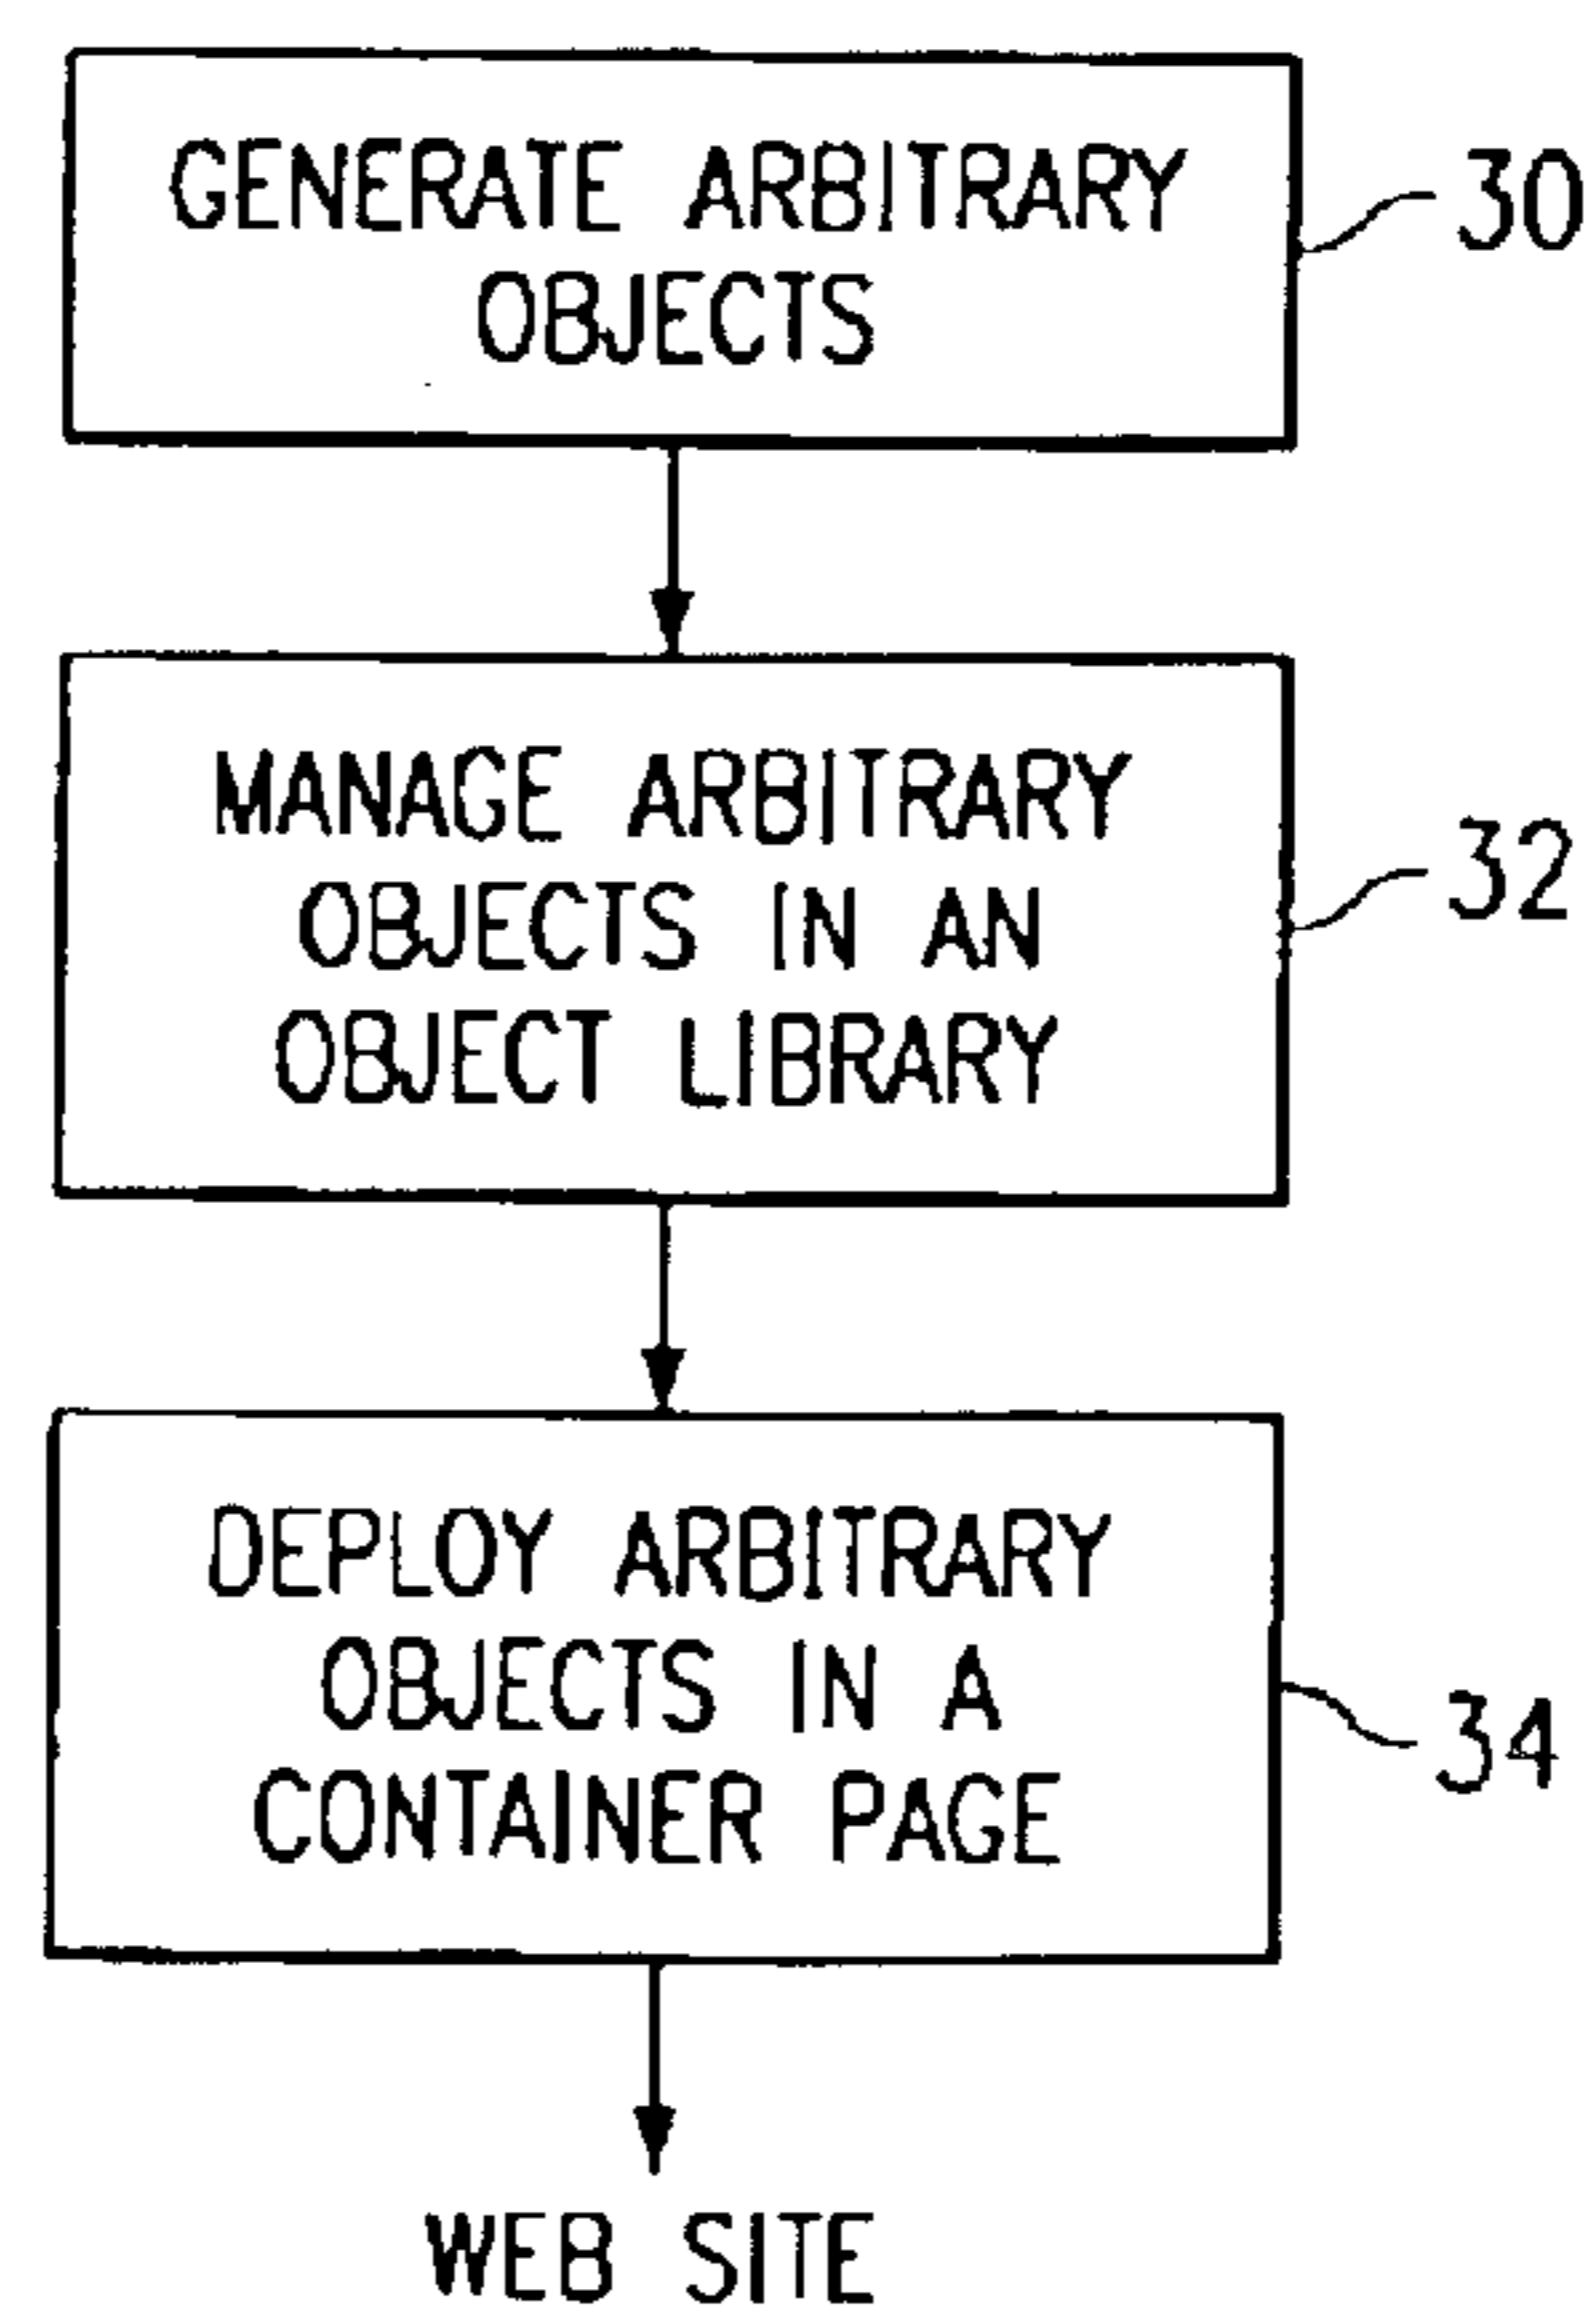 GENERATE ARBITRARY
OBJECTS
30
MANAGE ARBITRARY
OBJECTS IN AN
OBJECT LIBRARY
32
DEPLOY ARBITRARY
OBJECTS IN A
CONTAINER PAGE
34
WEB SITE